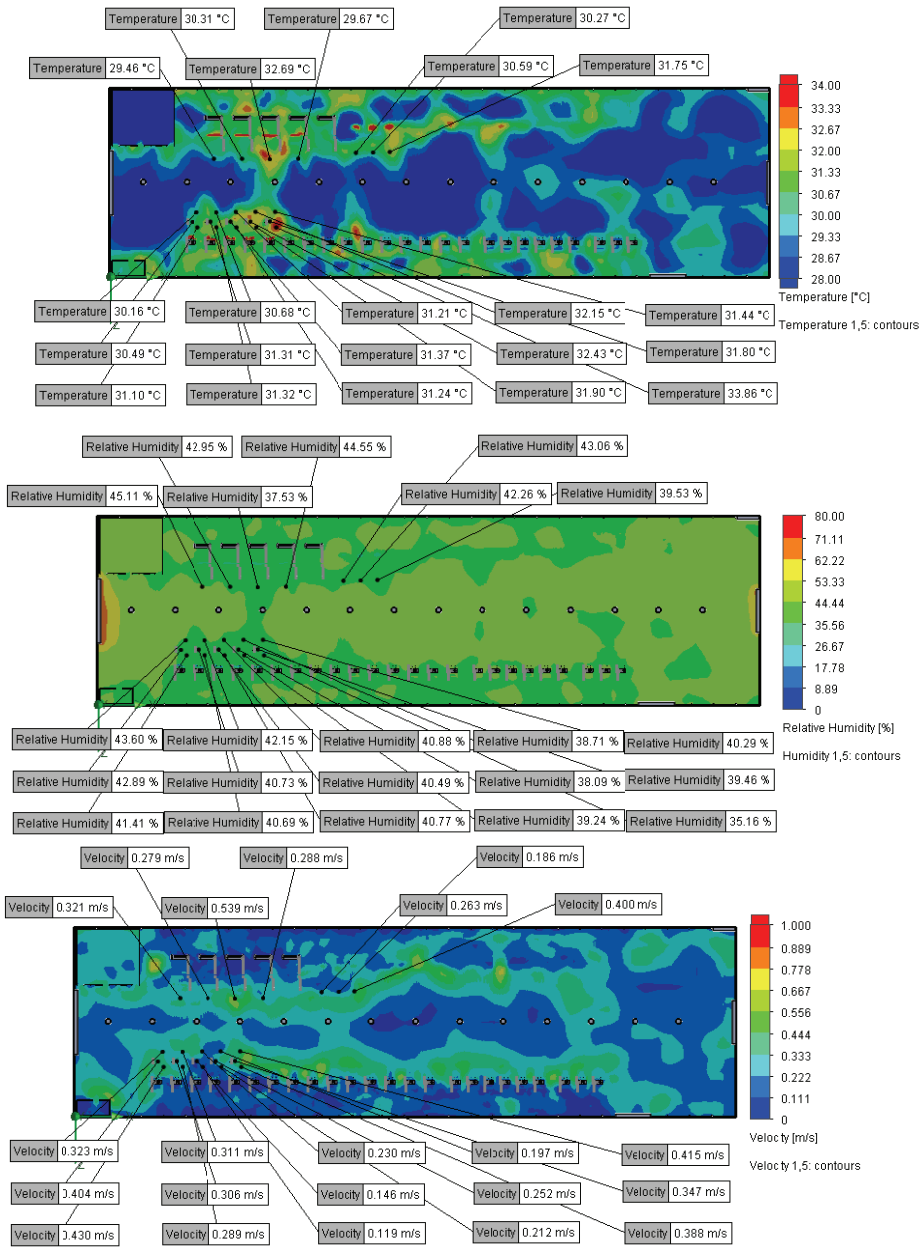 Temperature 30.31 °C
Temperature 29.67 °C
Temperature 30.27 °C
Temperature 29.46 °C
Temperature 32.69 °C
Temperature 30.59 °C
Temperature 31.75 °C
34.00
33.33
32.67
32.00
31.33
30.67
30.00
29.33
28.67
28.00
Temperature [°C]
Temperature 1,5: contours
Temperature 30.16 °C
Temperature 30.68 °C
Temperature 31.21 °C
Temperature 32.15 °C
Temperature 31.44 °C
Temperature 30.49 °C
Temperature 31.31 °C
Temperature 31.37 °C
Temperature 32.43 °C
Temperature 31.80 °C
Temperature 31.10 °C
Temperature 31.32 °C
Temperature 31.24 °C
Temperature 31.90 °C
Temperature 33.86 °C
Relative Humidity 42.95 %
Relative Humidity 44.55 %
Relative Humidity 43.06 %
Relative Humidity 45.11 %
Relative Humidity 37.53 %
Relative Humidity 42.26 %
Relative Humidity 39.53 %
80.00
71.11
62.22
53.33
44.44
35.56
26.67
17.78
8.89
0
Relative Humidity [%]
Humidity 1,5: contours
Relative Humidity 43.60 %
Relative Humidity 42.15 %
Relative Humidity 40.88 %
Relative Humidity 38.71 %
Relative Humidity 40.29 %
Relative Humidity 42.89 %
Relative Humidity 40.73 %
Relative Humidity 40.49 %
Relative Humidity 38.09 %
Relative Humidity 39.46 %
Relative Humidity 41.41 %
Relative Humidity 40.69 %
Relative Humidity 40.77 %
Relative Humidity 39.24 %
Relative Humidity 35.16 %
Velocity 0.279 m/s
Velocity 0.288 m/s
Velocity 0.186 m/s
Velocity 0.321 m/s
Velocity 0.539 m/s
Velocity 0.263 m/s
Velocity 0.400 m/s
1.000
0.889
0.778
0.667
0.556
0.444
0.333
0.222
0.111
0
Velocity [m/s]
Velocity 1,5: contours
Velocity 0.323 m/s
Velocity 0.311 m/s
Velocity 0.230 m/s
Velocity 0.197 m/s
Velocity 0.415 m/s
Velocity 0.404 m/s
Velocity 0.306 m/s
Velocity 0.146 m/s
Velocity 0.252 m/s
Velocity 0.347 m/s
Velocity 0.430 m/s
Velocity 0.289 m/s
Velocity 0.119 m/s
Velocity 0.212 m/s
Velocity 0.388 m/s